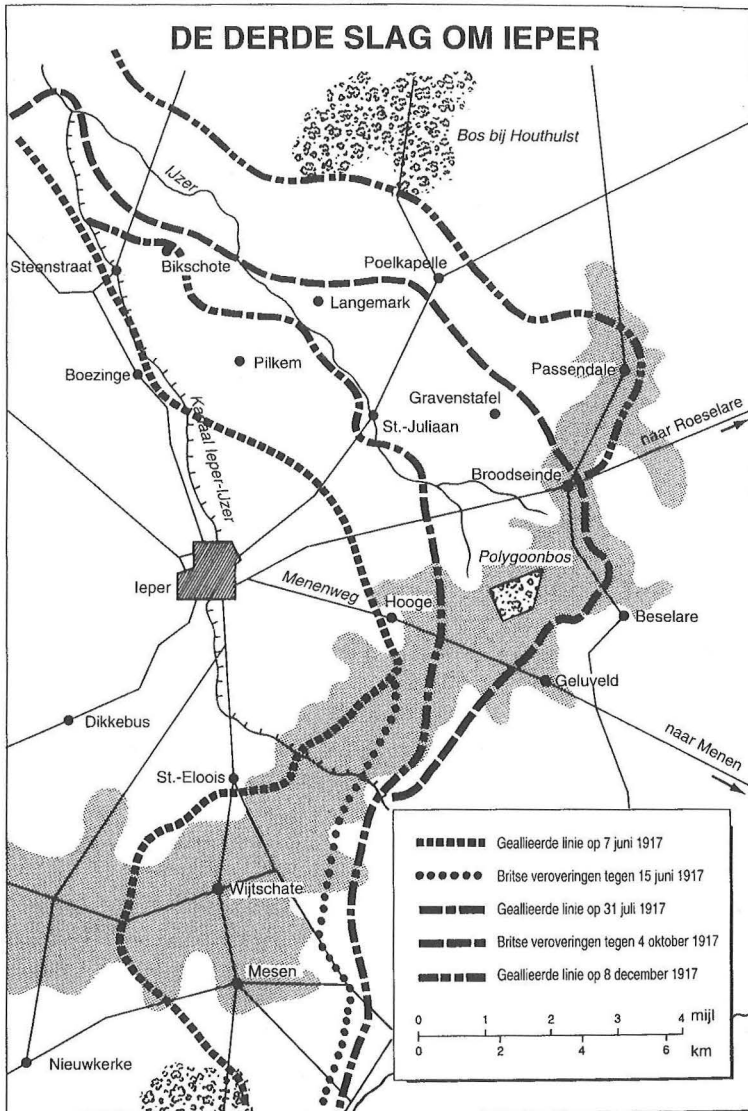 DE DERDE SLAG OM IEPER
Bos bij Houthulst
IJzer
Steenstraat
Bikschote
Poelkapelle
Langemark
Boezinge
Pilkem
Passendale
Gravenstafel
St.-Juliaan
naar Roeselare
Kanaal Ieper-IJzer
Broodseinde
Ieper
Menenweg
Polygoonbos
Hooge
Beselare
Geluveld
Dikkebus
naar Menen
St.-Eloois
Wijtschate
Mesen
Nieuwkerke
Geallieerde linie op 7 juni 1917
Britse veroveringen tegen 15 juni 1917
Geallieerde linie op 31 juli 1917
Britse veroveringen tegen 4 oktober 1917
Geallieerde linie op 8 december 1917
0 1 2 3 4 mijl
0 2 4 6 km